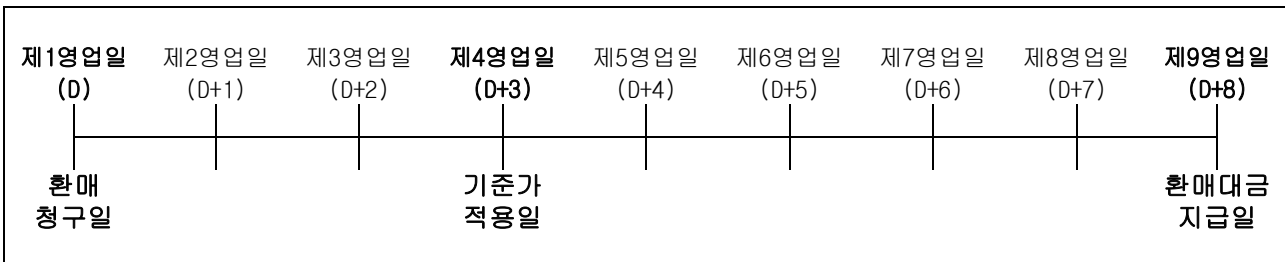 제1영업일 제2영업일 제3영업일 제4영업일 제5영업일 제6영업일 제7영업일 제8영업일 제9영업일
(D) (D+1) (D+2) (D+3) (D+4) (D+5) (D+6) (D+7) (D+8)
환매 기준가 환매대금
청구일 적용일 지급일